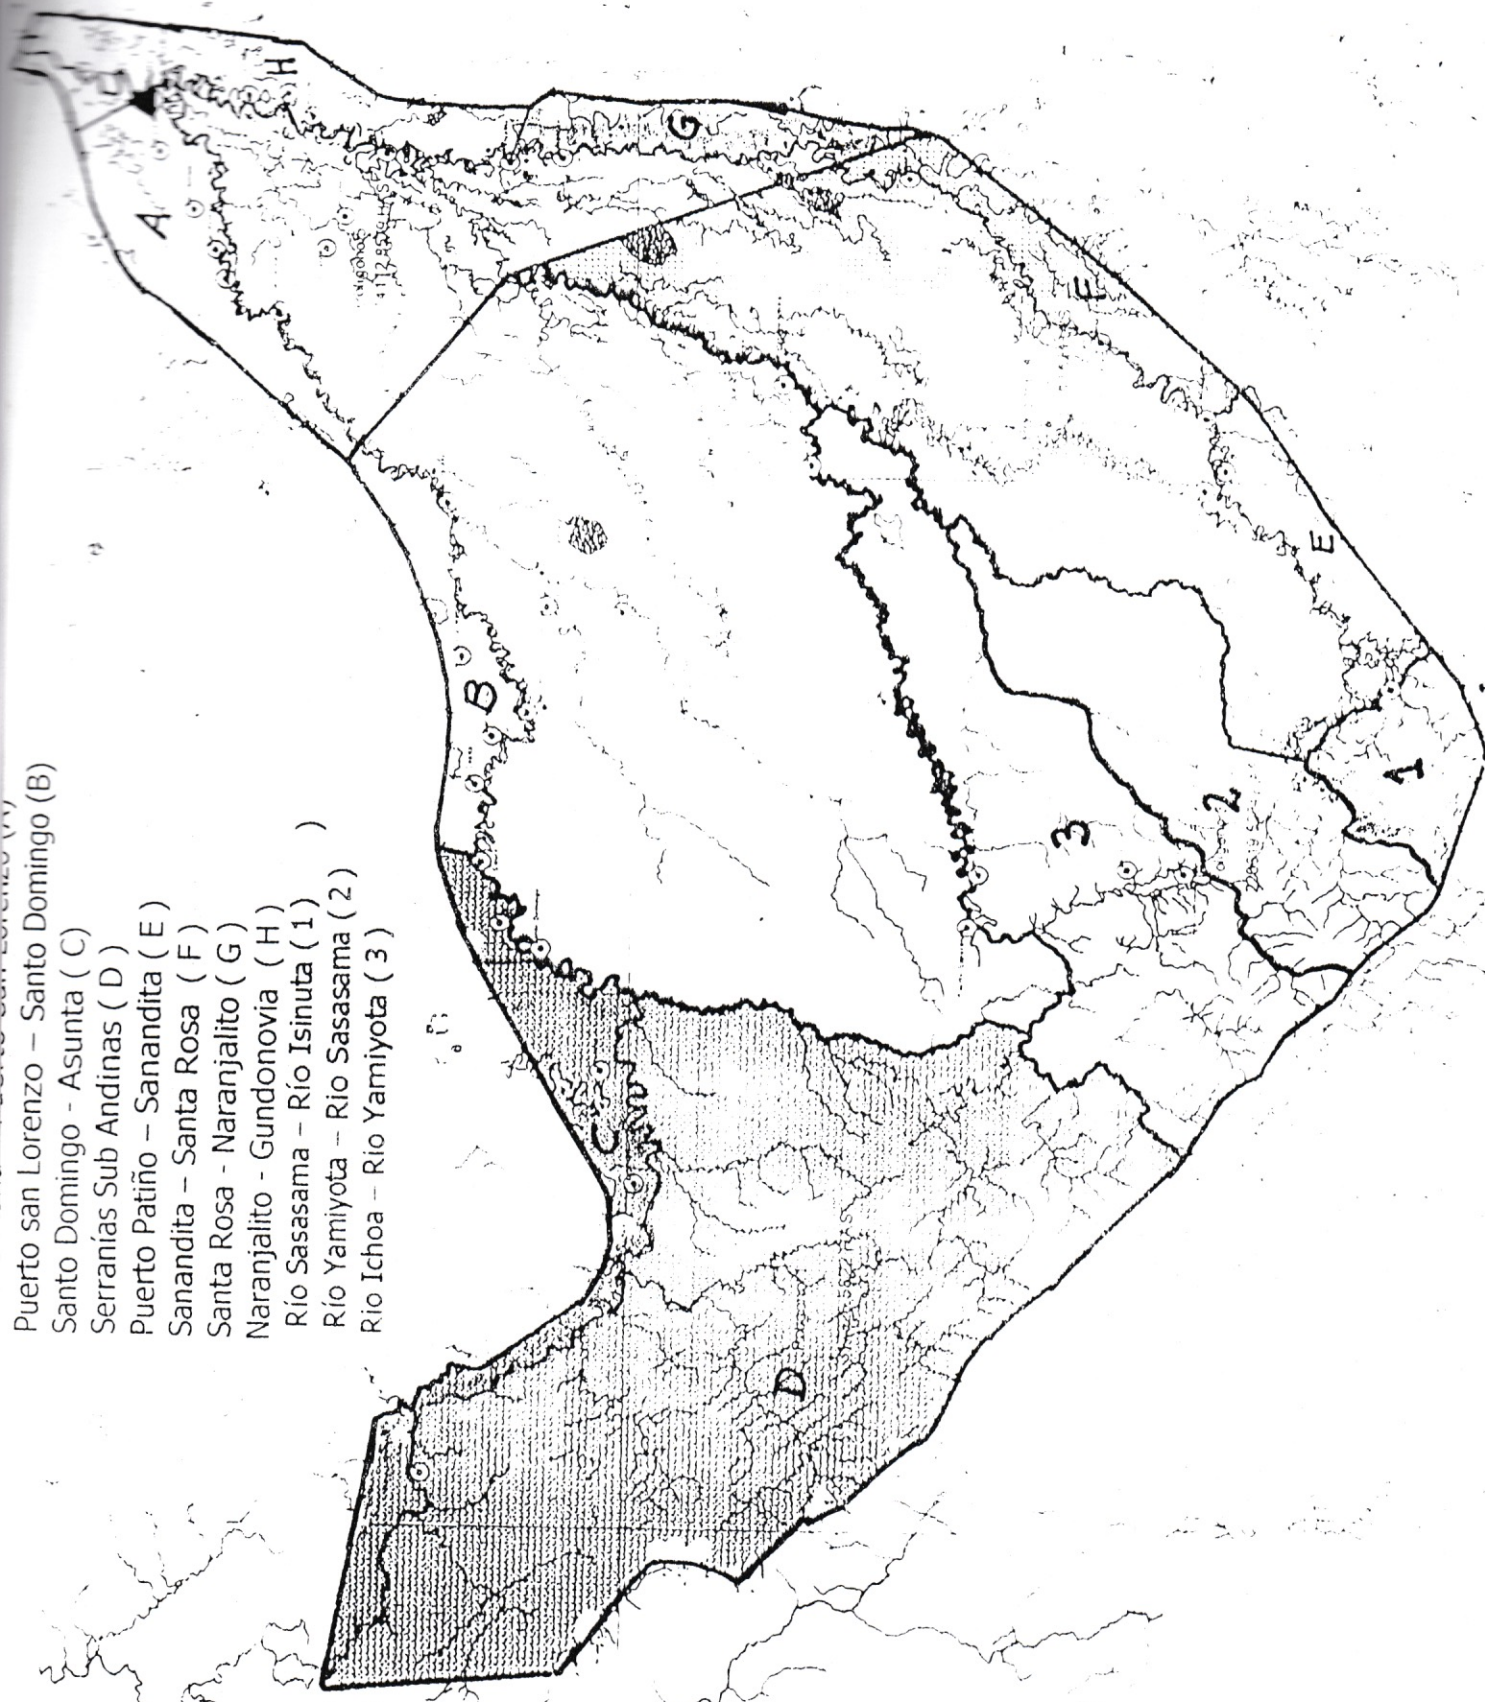 Puerto san Lorenzo – Santo Domingo (B)
Santo Domingo - Asunta ( C )
Serranías Sub Andinas ( D )
Puerto Patiño – Sanandita ( E )
Sanandita – Santa Rosa ( F )
Santa Rosa - Naranjalito ( G )
Naranjalito - Gundonovia ( H )
Río Sasasama – Río Isinuta ( 1 )
Río Yamiyota – Rio Sasasama ( 2 )
Rio Ichoa – Rio Yamiyota ( 3 )
A
H
G
B
F
E
C
D
3
2
1